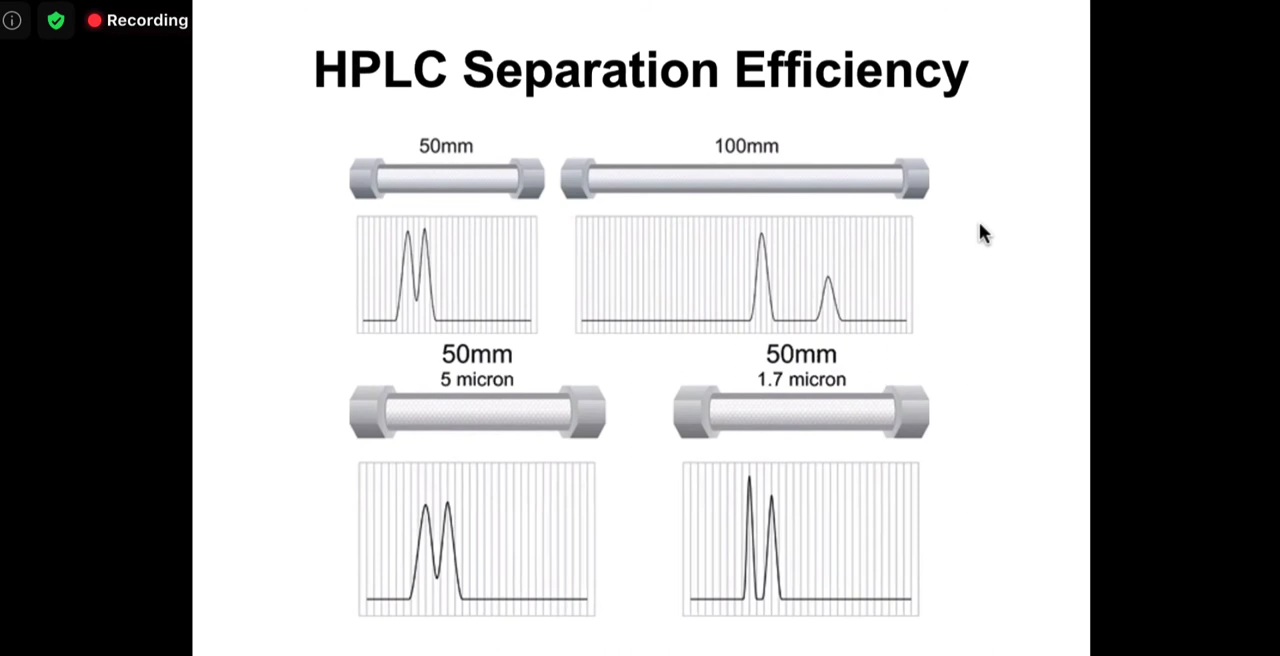 Recording
HPLC Separation Efficiency
50mm
100mm
50mm
5 micron
50mm
1.7 micron